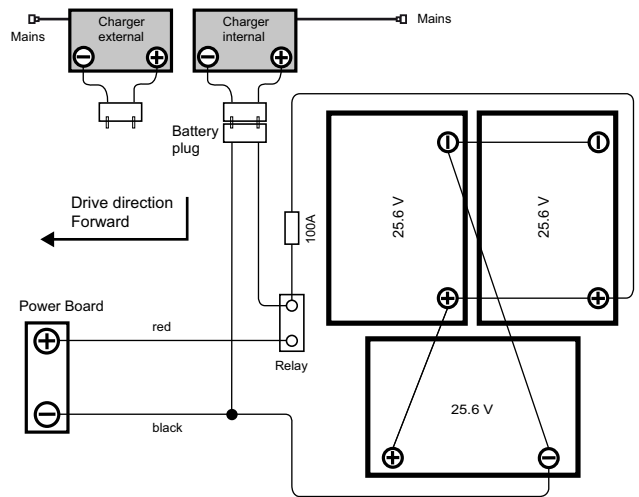 Charger
external
Mains
Charger
internal
Mains
Battery
plug
Drive direction
Forward
100A
25.6 V
25.6 V
Power Board
red
Relay
black
25.6 V